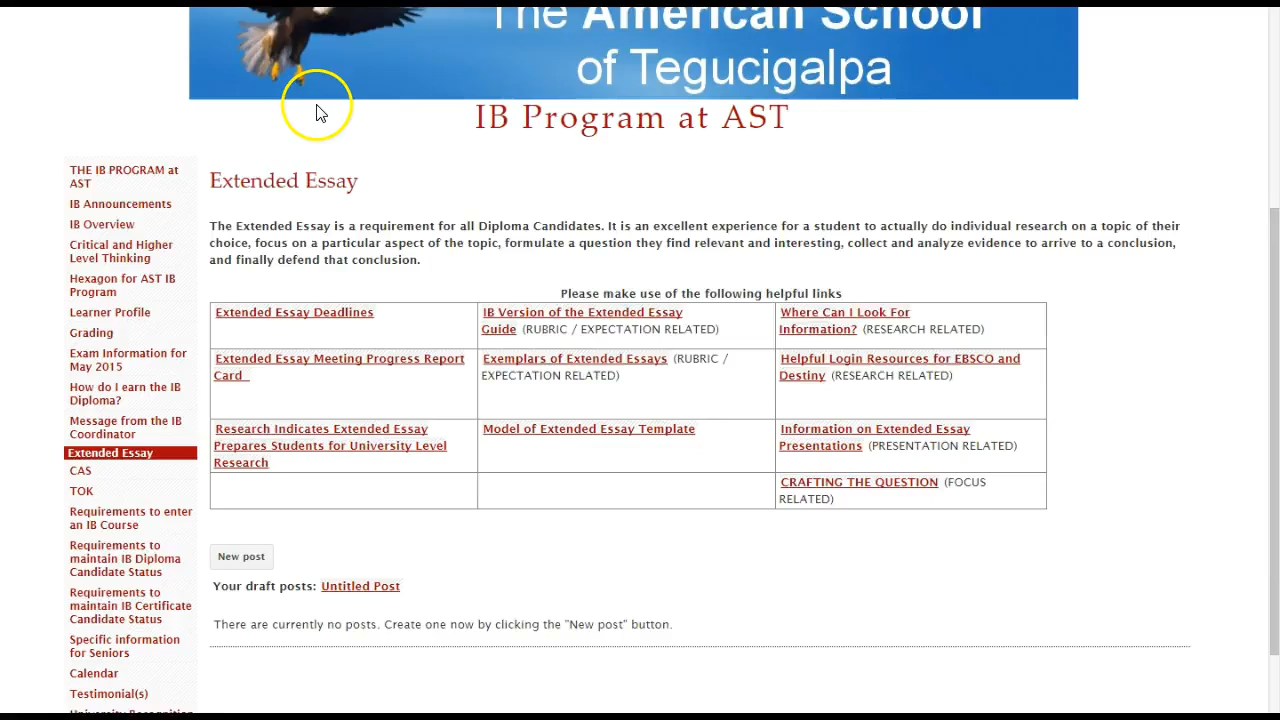 The American School
of Tegucigalpa
IB Program at AST
THE IB PROGRAM at
AST
IB Announcements
IB Overview
Critical and Higher
Level Thinking
Hexagon for AST IB
Program
Learner Profile
Grading
Exam Information for
May 2015
How do I earn the IB
Diploma?
Message from the IB
Coordinator
Extended Essay
CAS
TOK
Requirements to enter
an IB Course
Requirements to
maintain IB Diploma
Candidate Status
Requirements to
maintain IB Certificate
Candidate Status
Specific information
for Seniors
Calendar
Testimonial(s)
University Recognition
Extended Essay
The Extended Essay is a requirement for all Diploma Candidates. It is an excellent experience for a student to actually do individual research on a topic of their
choice, focus on a particular aspect of the topic, formulate a question they find relevant and interesting, collect and analyze evidence to arrive to a conclusion,
and finally defend that conclusion.
Please make use of the following helpful links
Extended Essay Deadlines
IB Version of the Extended Essay
Guide (RUBRIC / EXPECTATION RELATED)
Where Can I Look For
Information? (RESEARCH RELATED)
Extended Essay Meeting Progress Report
Card
Exemplars of Extended Essays (RUBRIC /
EXPECTATION RELATED)
Helpful Login Resources for EBSCO and
Destiny (RESEARCH RELATED)
Research Indicates Extended Essay
Prepares Students for University Level
Research
Model of Extended Essay Template
Information on Extended Essay
Presentations (PRESENTATION RELATED)
CRAFTING THE QUESTION (FOCUS
RELATED)
New post
Your draft posts: Untitled Post
There are currently no posts. Create one now by clicking the "New post" button.